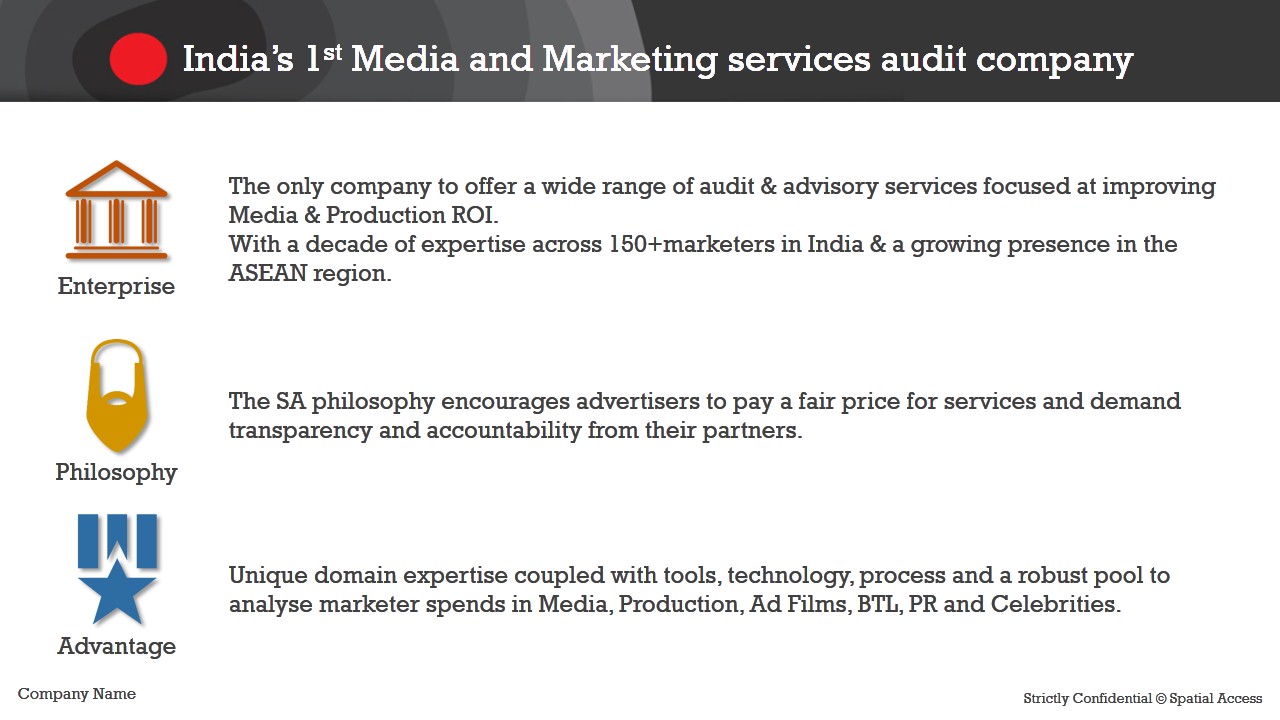 India's 1st Media and Marketing services audit company
The only company to offer a wide range of audit & advisory services focused at improving
Media & Production ROI.
With a decade of expertise across 150+marketers in India & a growing presence in the
ASEAN region.
Enterprise
The SA philosophy encourages advertisers to pay a fair price for services and demand
transparency and accountability from their partners.
Philosophy
Unique domain expertise coupled with tools, technology, process and a robust pool to
analyse marketer spends in Media, Production, Ad Films, BTL, PR and Celebrities.
Advantage
Company Name
Strictly Confidential © Spatial Access